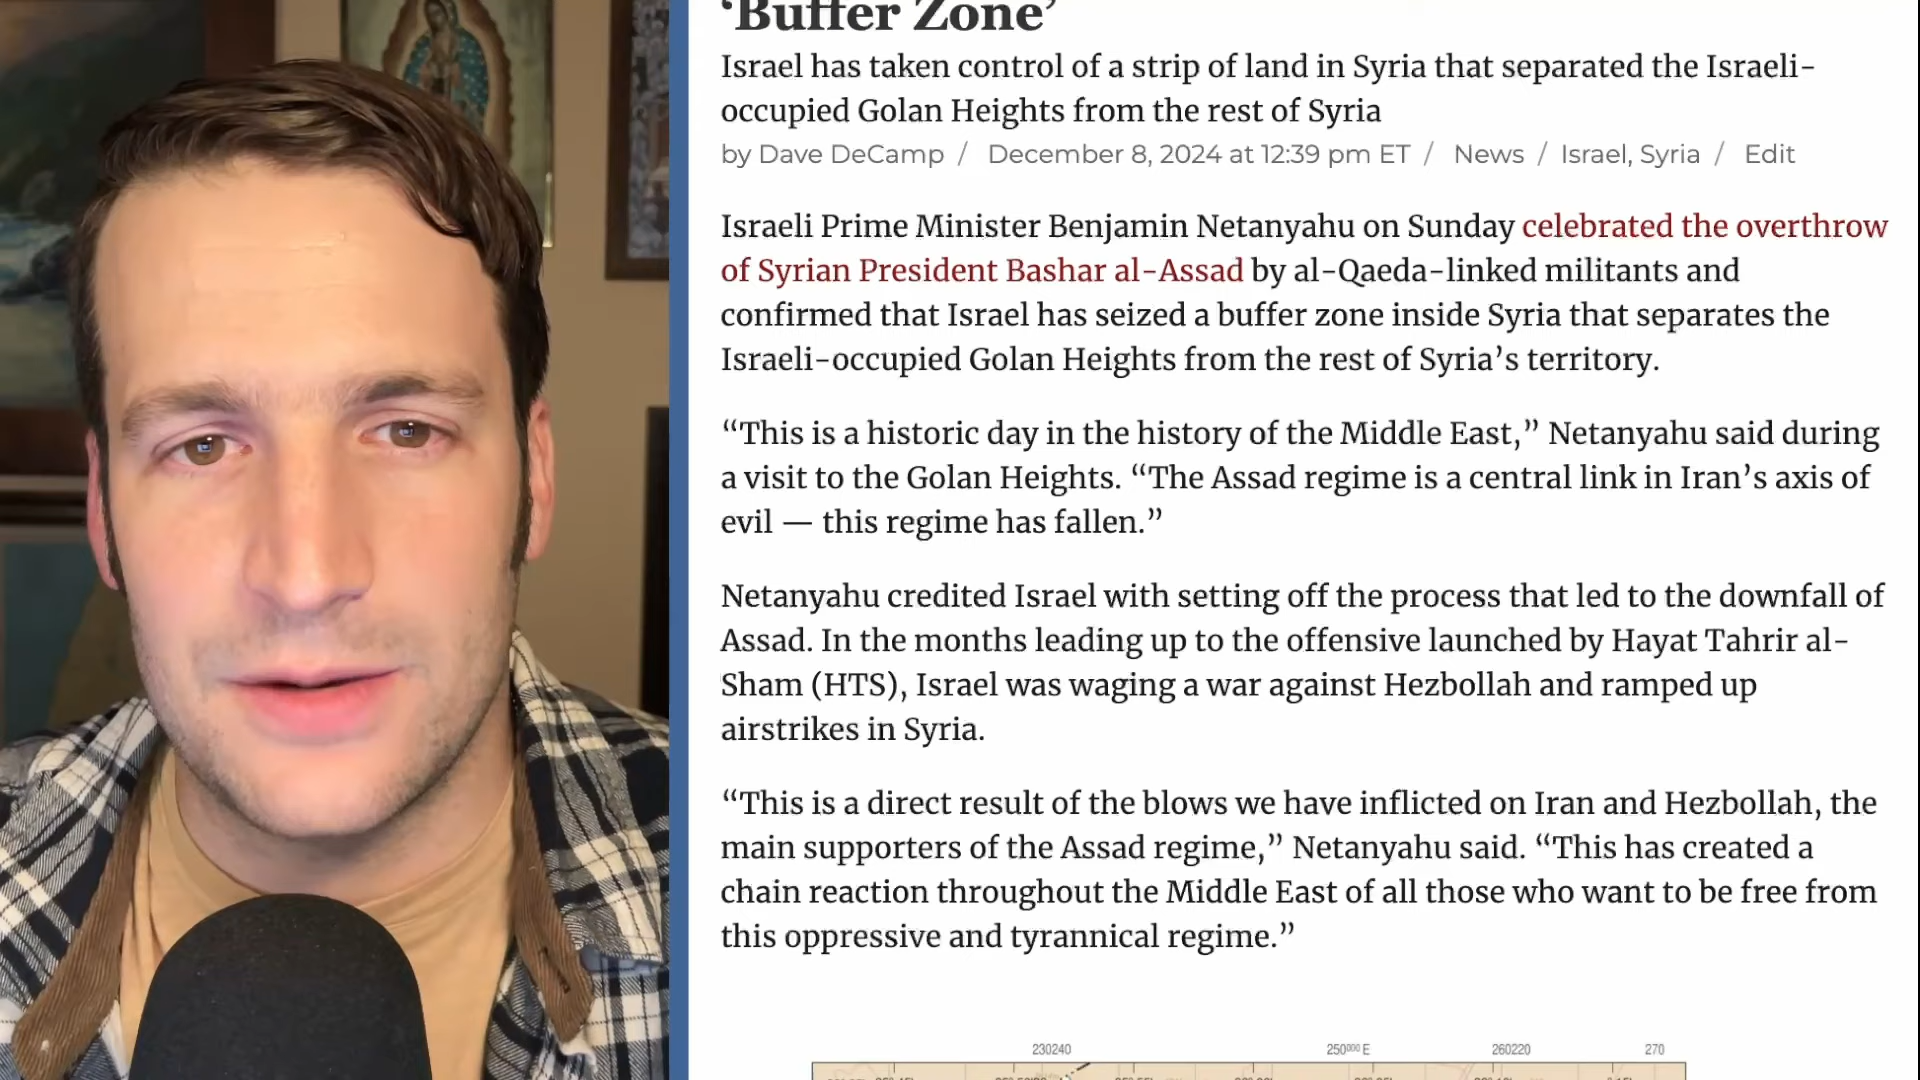 ‘Buffer Zone’
Israel has taken control of a strip of land in Syria that separated the Israeli-
occupied Golan Heights from the rest of Syria
by Dave DeCamp / December 8, 2024 at 12:39 pm ET / News / Israel, Syria / Edit
Israeli Prime Minister Benjamin Netanyahu on Sunday celebrated the overthrow
of Syrian President Bashar al-Assad by al-Qaeda-linked militants and
confirmed that Israel has seized a buffer zone inside Syria that separates the
Israeli-occupied Golan Heights from the rest of Syria’s territory.
“This is a historic day in the history of the Middle East,” Netanyahu said during
a visit to the Golan Heights. “The Assad regime is a central link in Iran’s axis of
evil — this regime has fallen.”
Netanyahu credited Israel with setting off the process that led to the downfall of
Assad. In the months leading up to the offensive launched by Hayat Tahrir al-
Sham (HTS), Israel was waging a war against Hezbollah and ramped up
airstrikes in Syria.
“This is a direct result of the blows we have inflicted on Iran and Hezbollah, the
main supporters of the Assad regime,” Netanyahu said. “This has created a
chain reaction throughout the Middle East of all those who want to be free from
this oppressive and tyrannical regime.”
230240 250000 E 260220 270